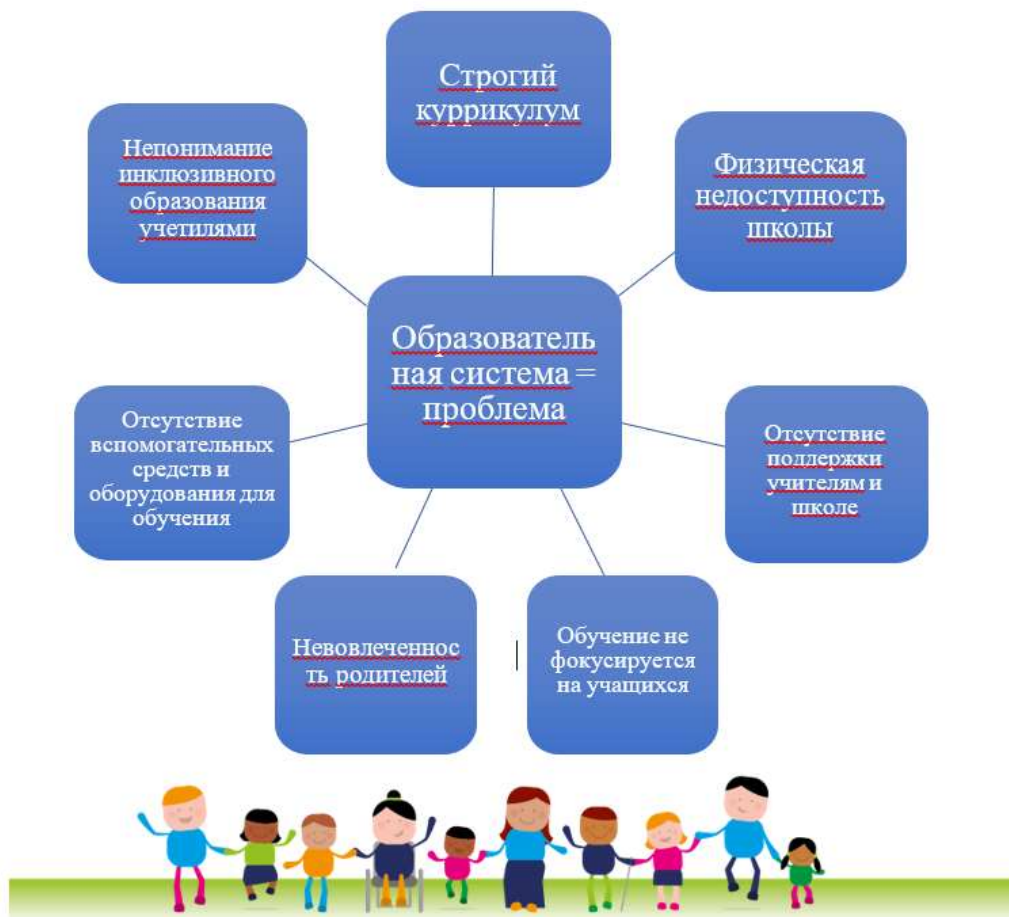 Строгий
куррикулум
Непонимание
инклюзивного
образования
учетилями
Физическая
недоступность
школы
Образователь
ная система =
проблема
Отсутствие
вспомогательных
средств и
оборудования для
обучения
Отсутствие
поддержки
учителям и
школе
Невовлеченнос
ть родителей
Обучение не
фокусируется
на учащихся